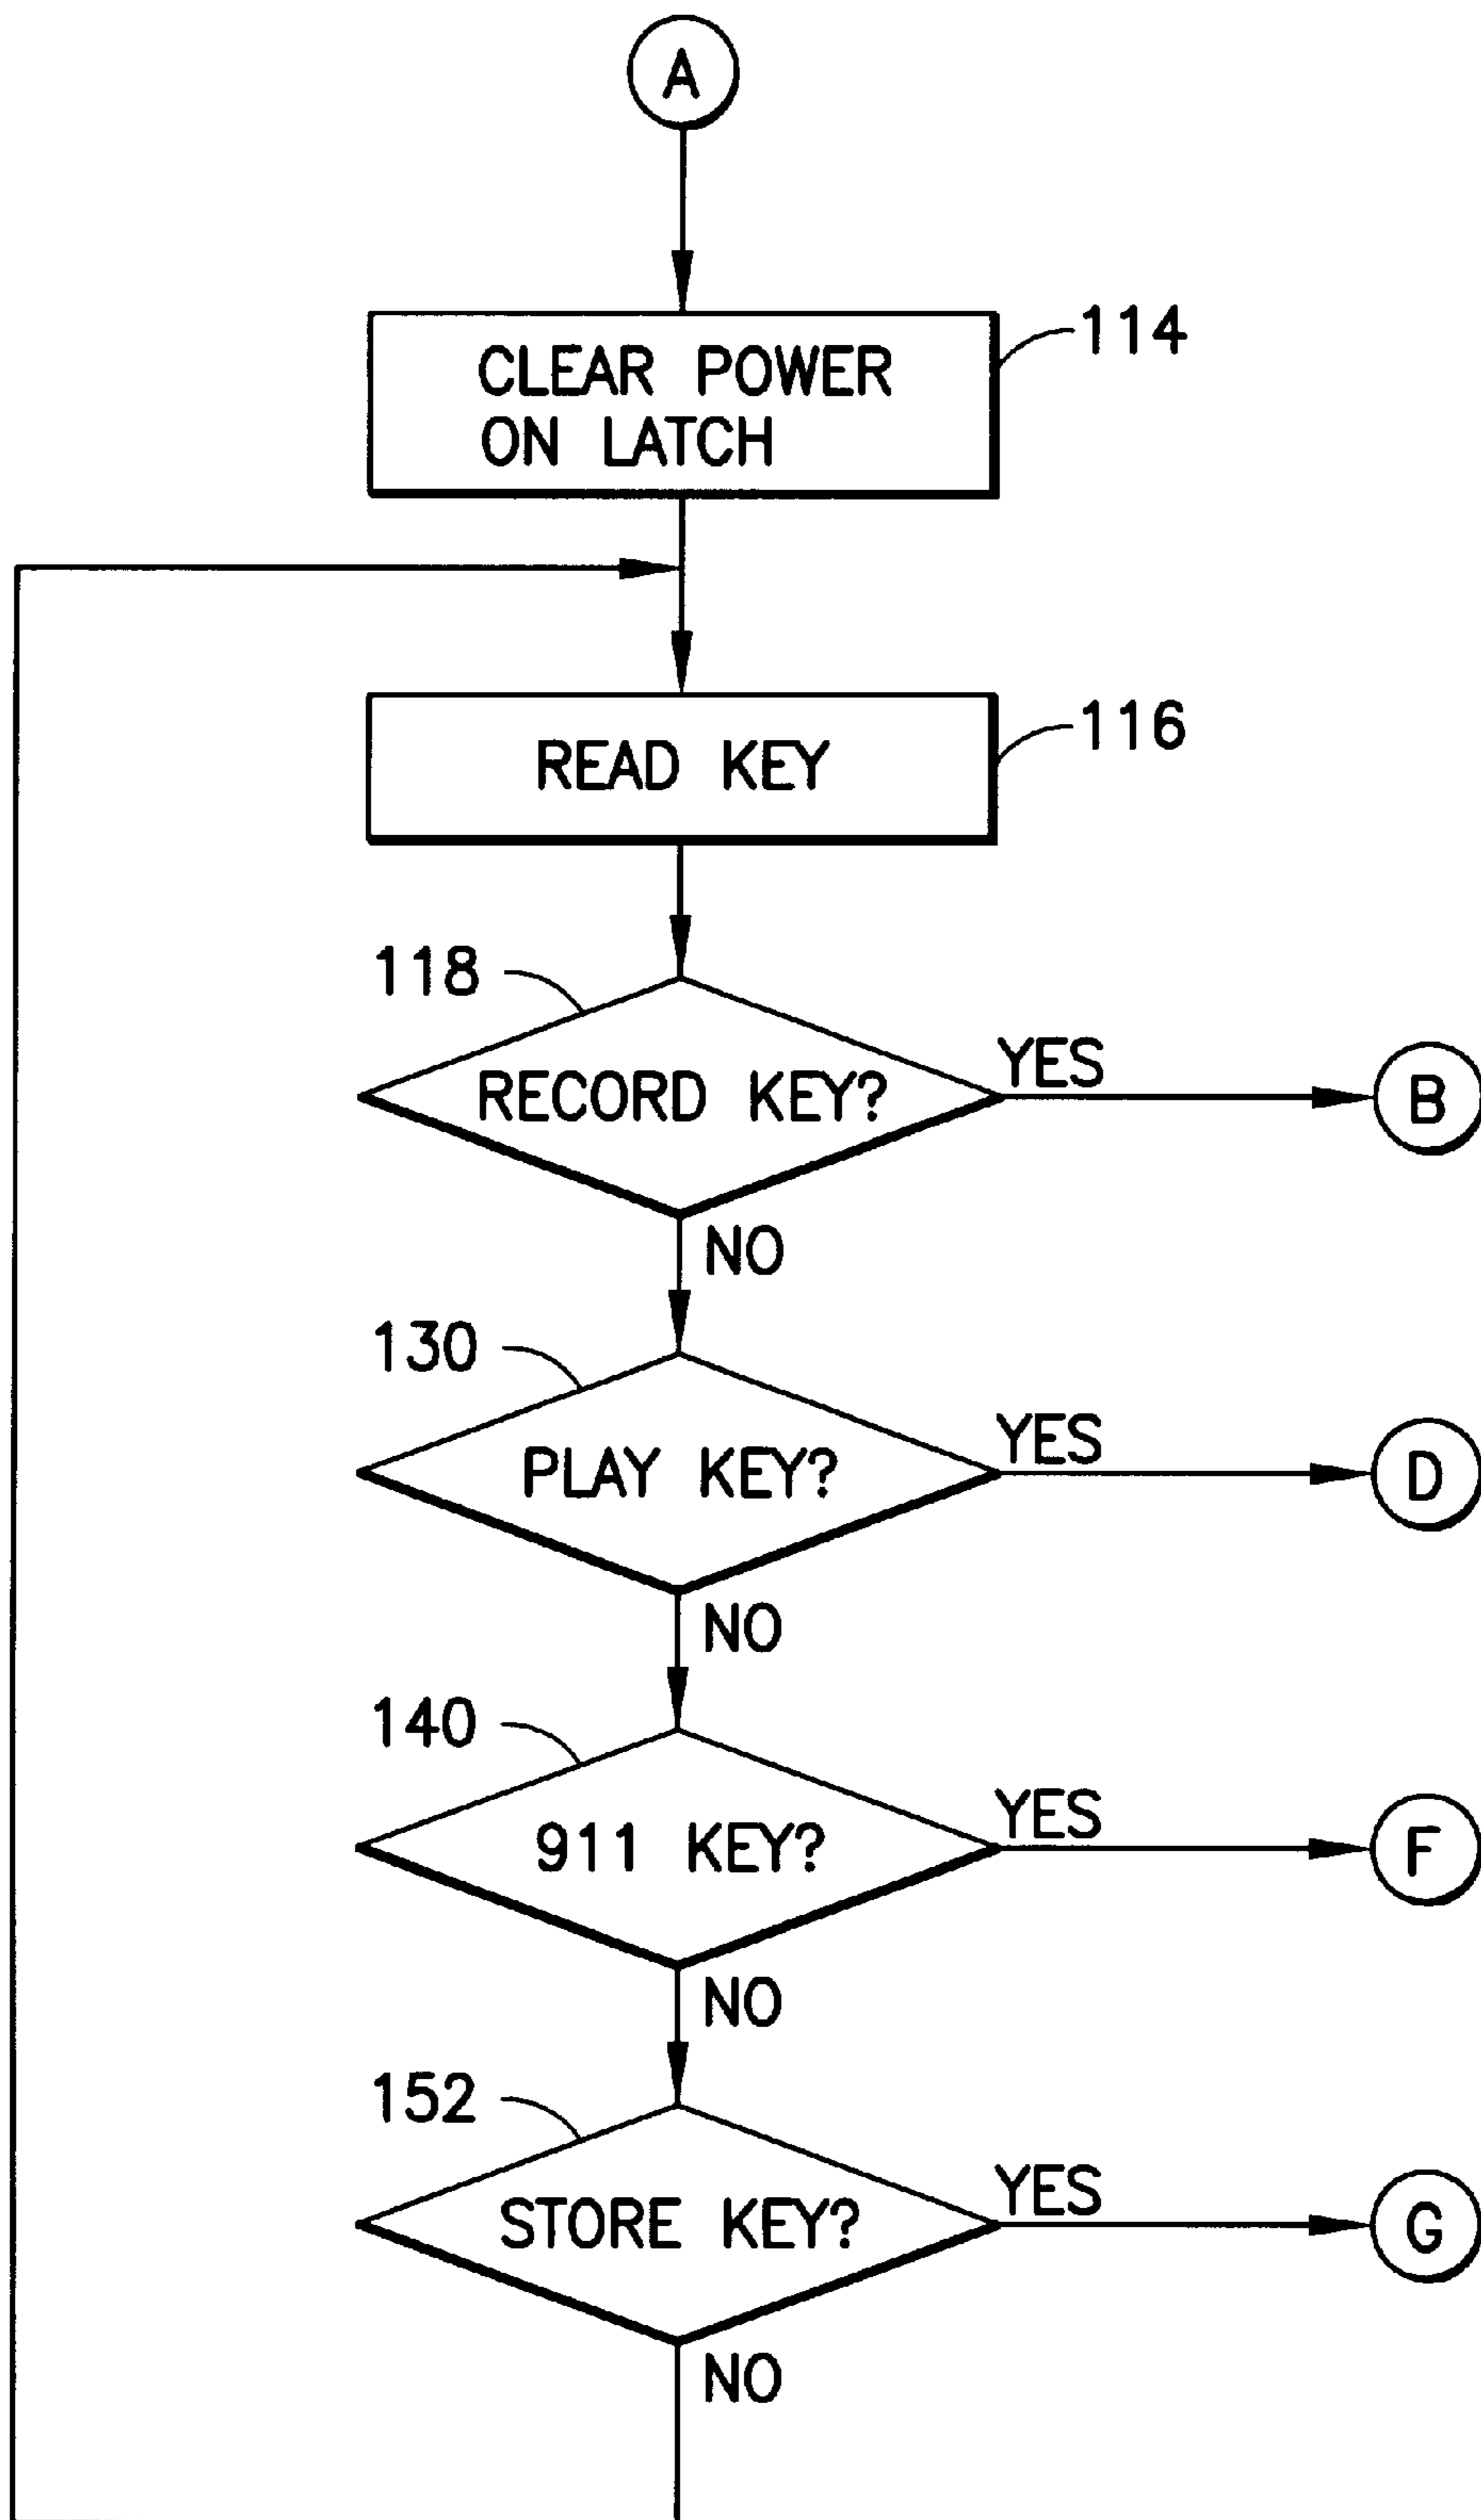 A
CLEAR POWER
ON LATCH
114
READ KEY
116
118
RECORD KEY?
YES
B
NO
130
PLAY KEY?
YES
D
NO
140
911 KEY?
YES
F
NO
152
STORE KEY?
YES
G
NO